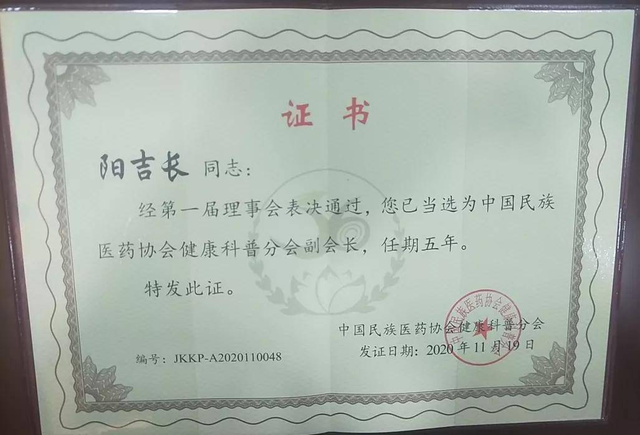 证书
阳吉长 同志：
经第一届理事会表决通过，您已当选为中国民族
医药协会健康科普分会副会长，任期五年。
特发此证。
中国民族医药协会健康科普分会
编号：JKKP-A2020110048
发证日期：2020年11月19日